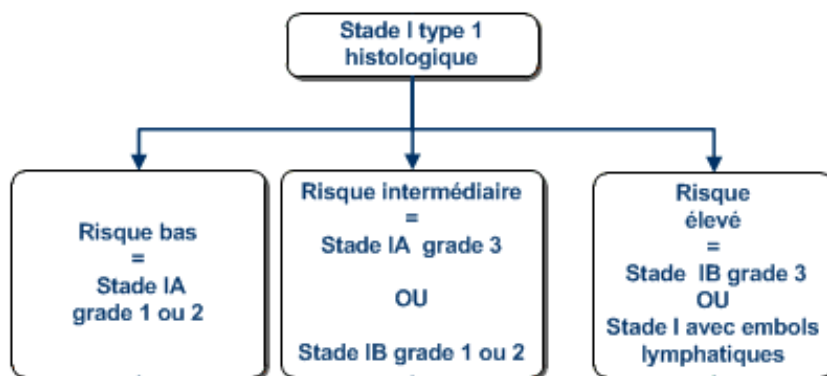 Stade I type 1
histologique
Risque bas
=
Stade IA
grade 1 ou 2
Risque intermédiaire
=
Stade IA grade 3
OU
Stade IB grade 1 ou 2
Risque
élevé
=
Stade IB grade 3
OU
Stade I avec embols
lymphatiques